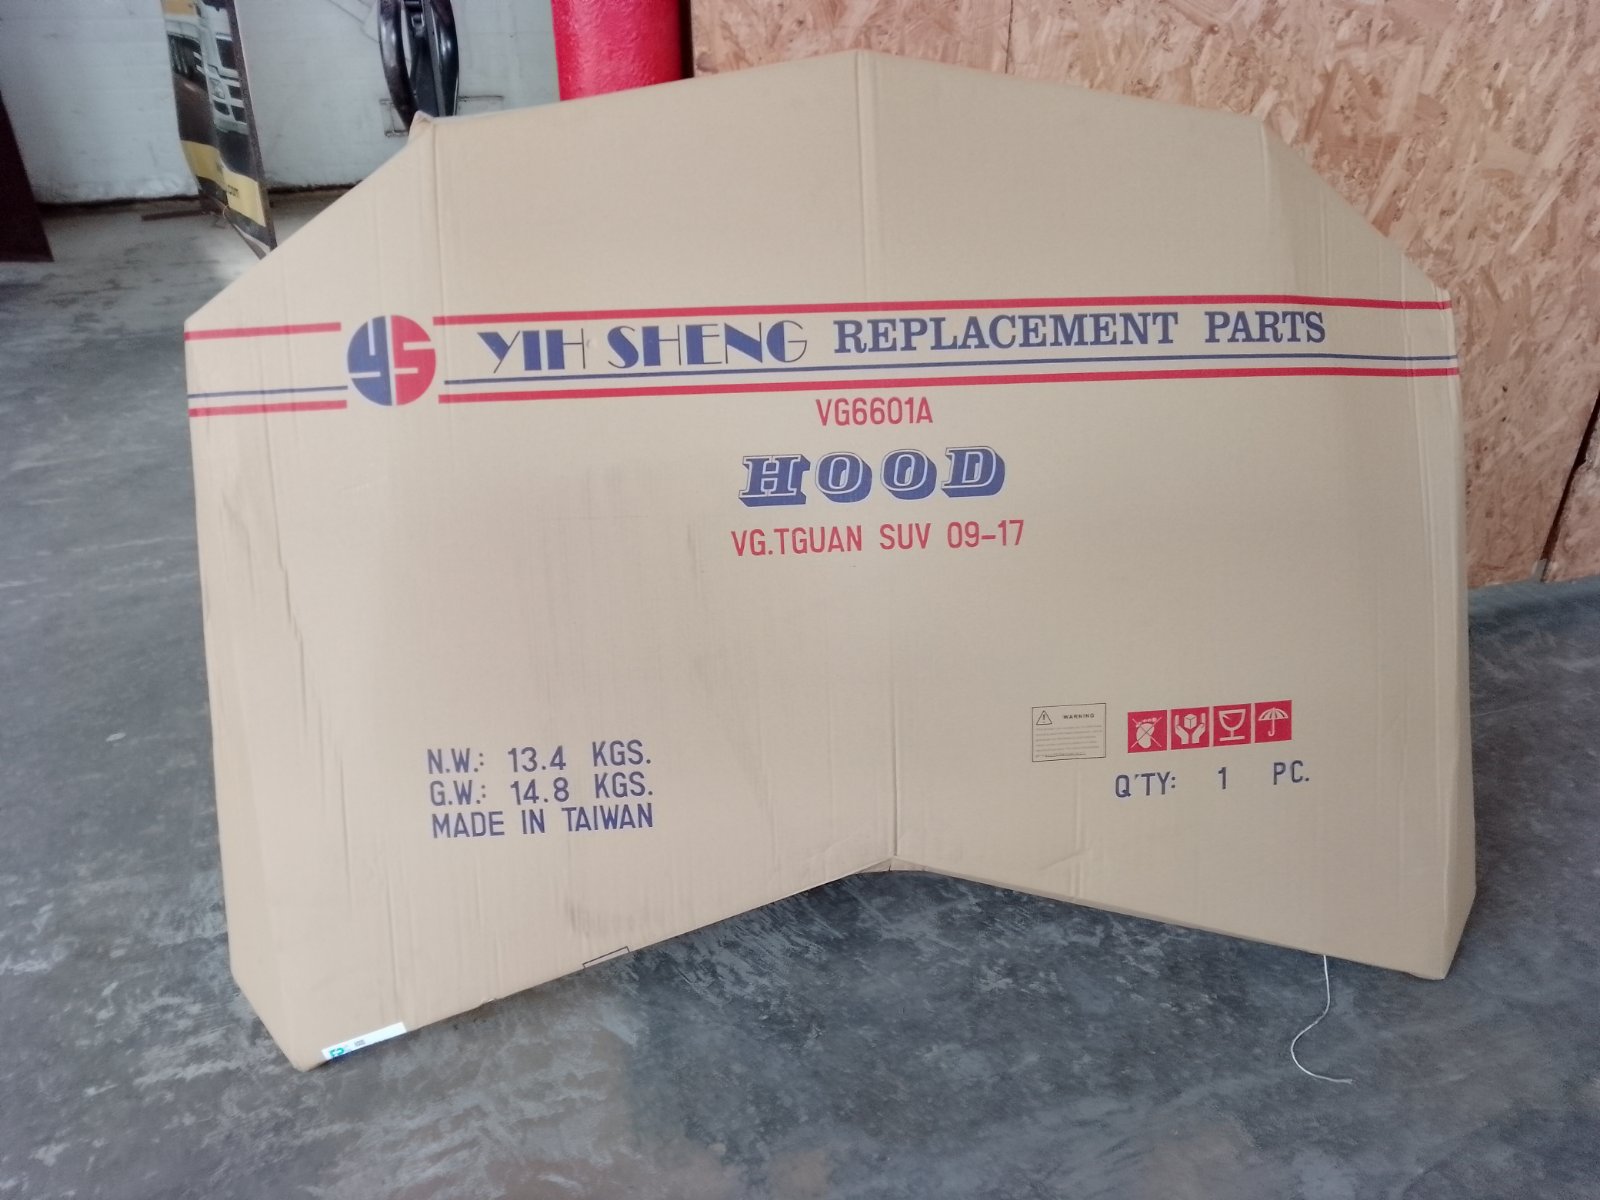 YS YIH SHENG REPLACEMENT PARTS
VG6601A
HOOD
VG.TGUAN SUV 09-17
WARNING
N.W.: 13.4 KGS.
G.W.: 14.8 KGS.
MADE IN TAIWAN
Q'TY: 1 PC.